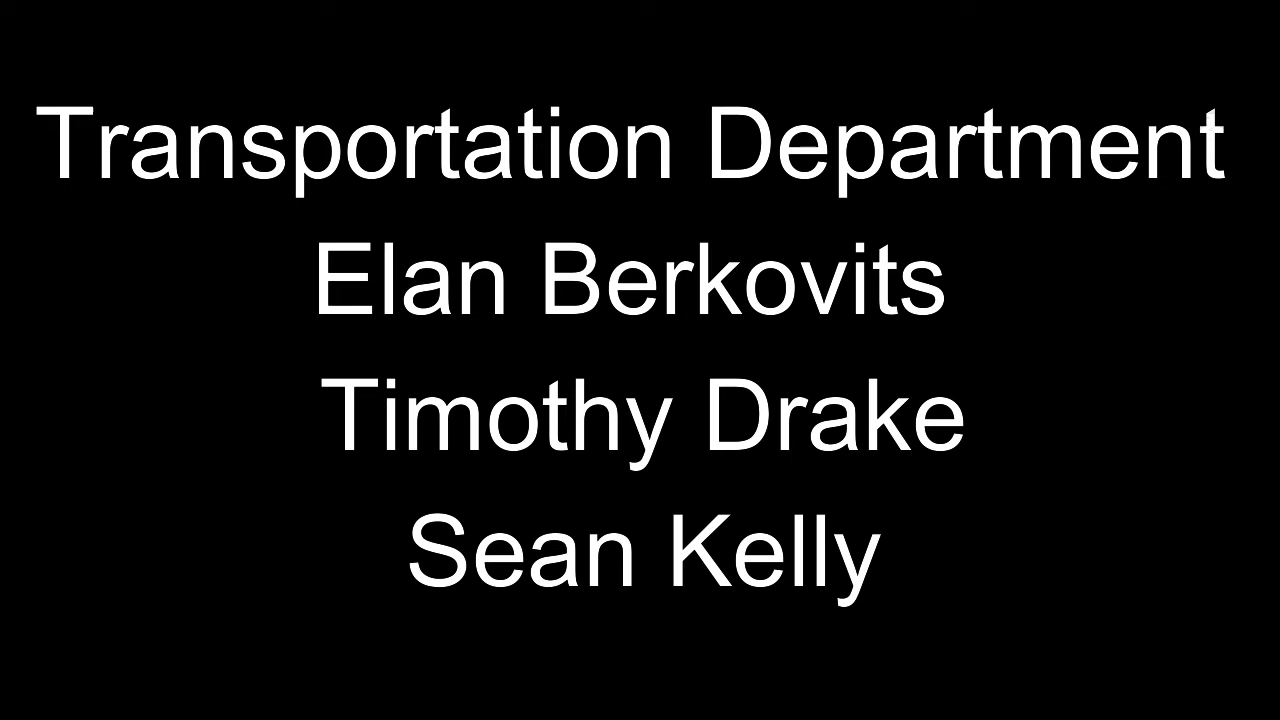 Transportation Department
Elan Berkovits
Timothy Drake
Sean Kelly